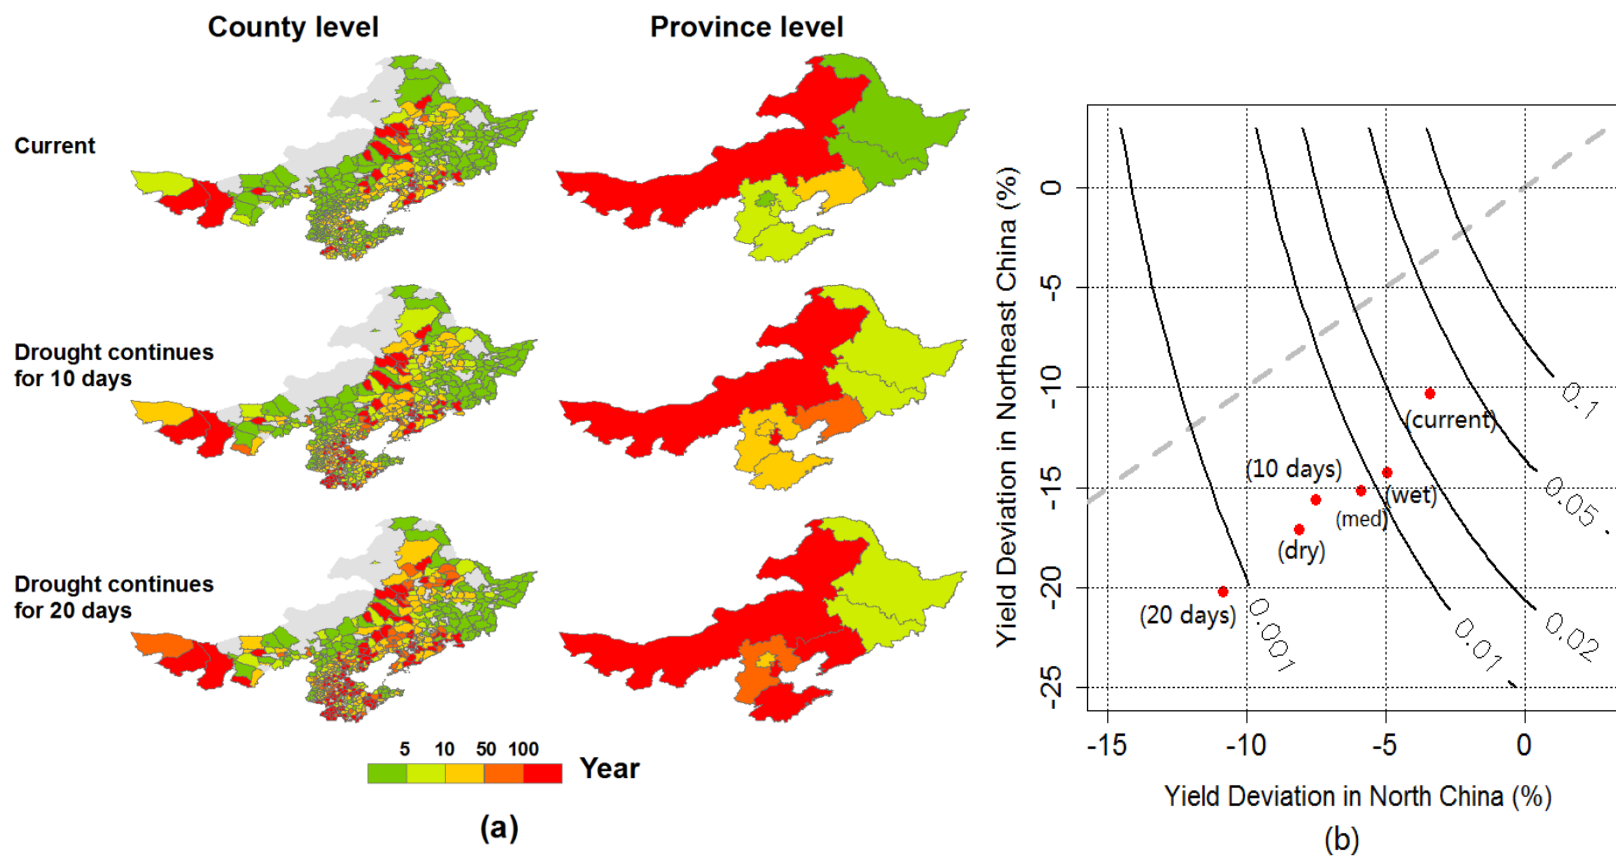 County level
Province level
Current
Drought continues
for 10 days
Drought continues
for 20 days
5 10 50 100
Year
(a)
Yield Deviation in Northeast China (%)
0
-5
-10
-15
-20
-25
-15 -10 -5 0
Yield Deviation in North China (%)
(b)
(current)
(10 days)
(wet)
(med)
(dry)
(20 days)
0.1
0.05
0.02
0.01
0.001